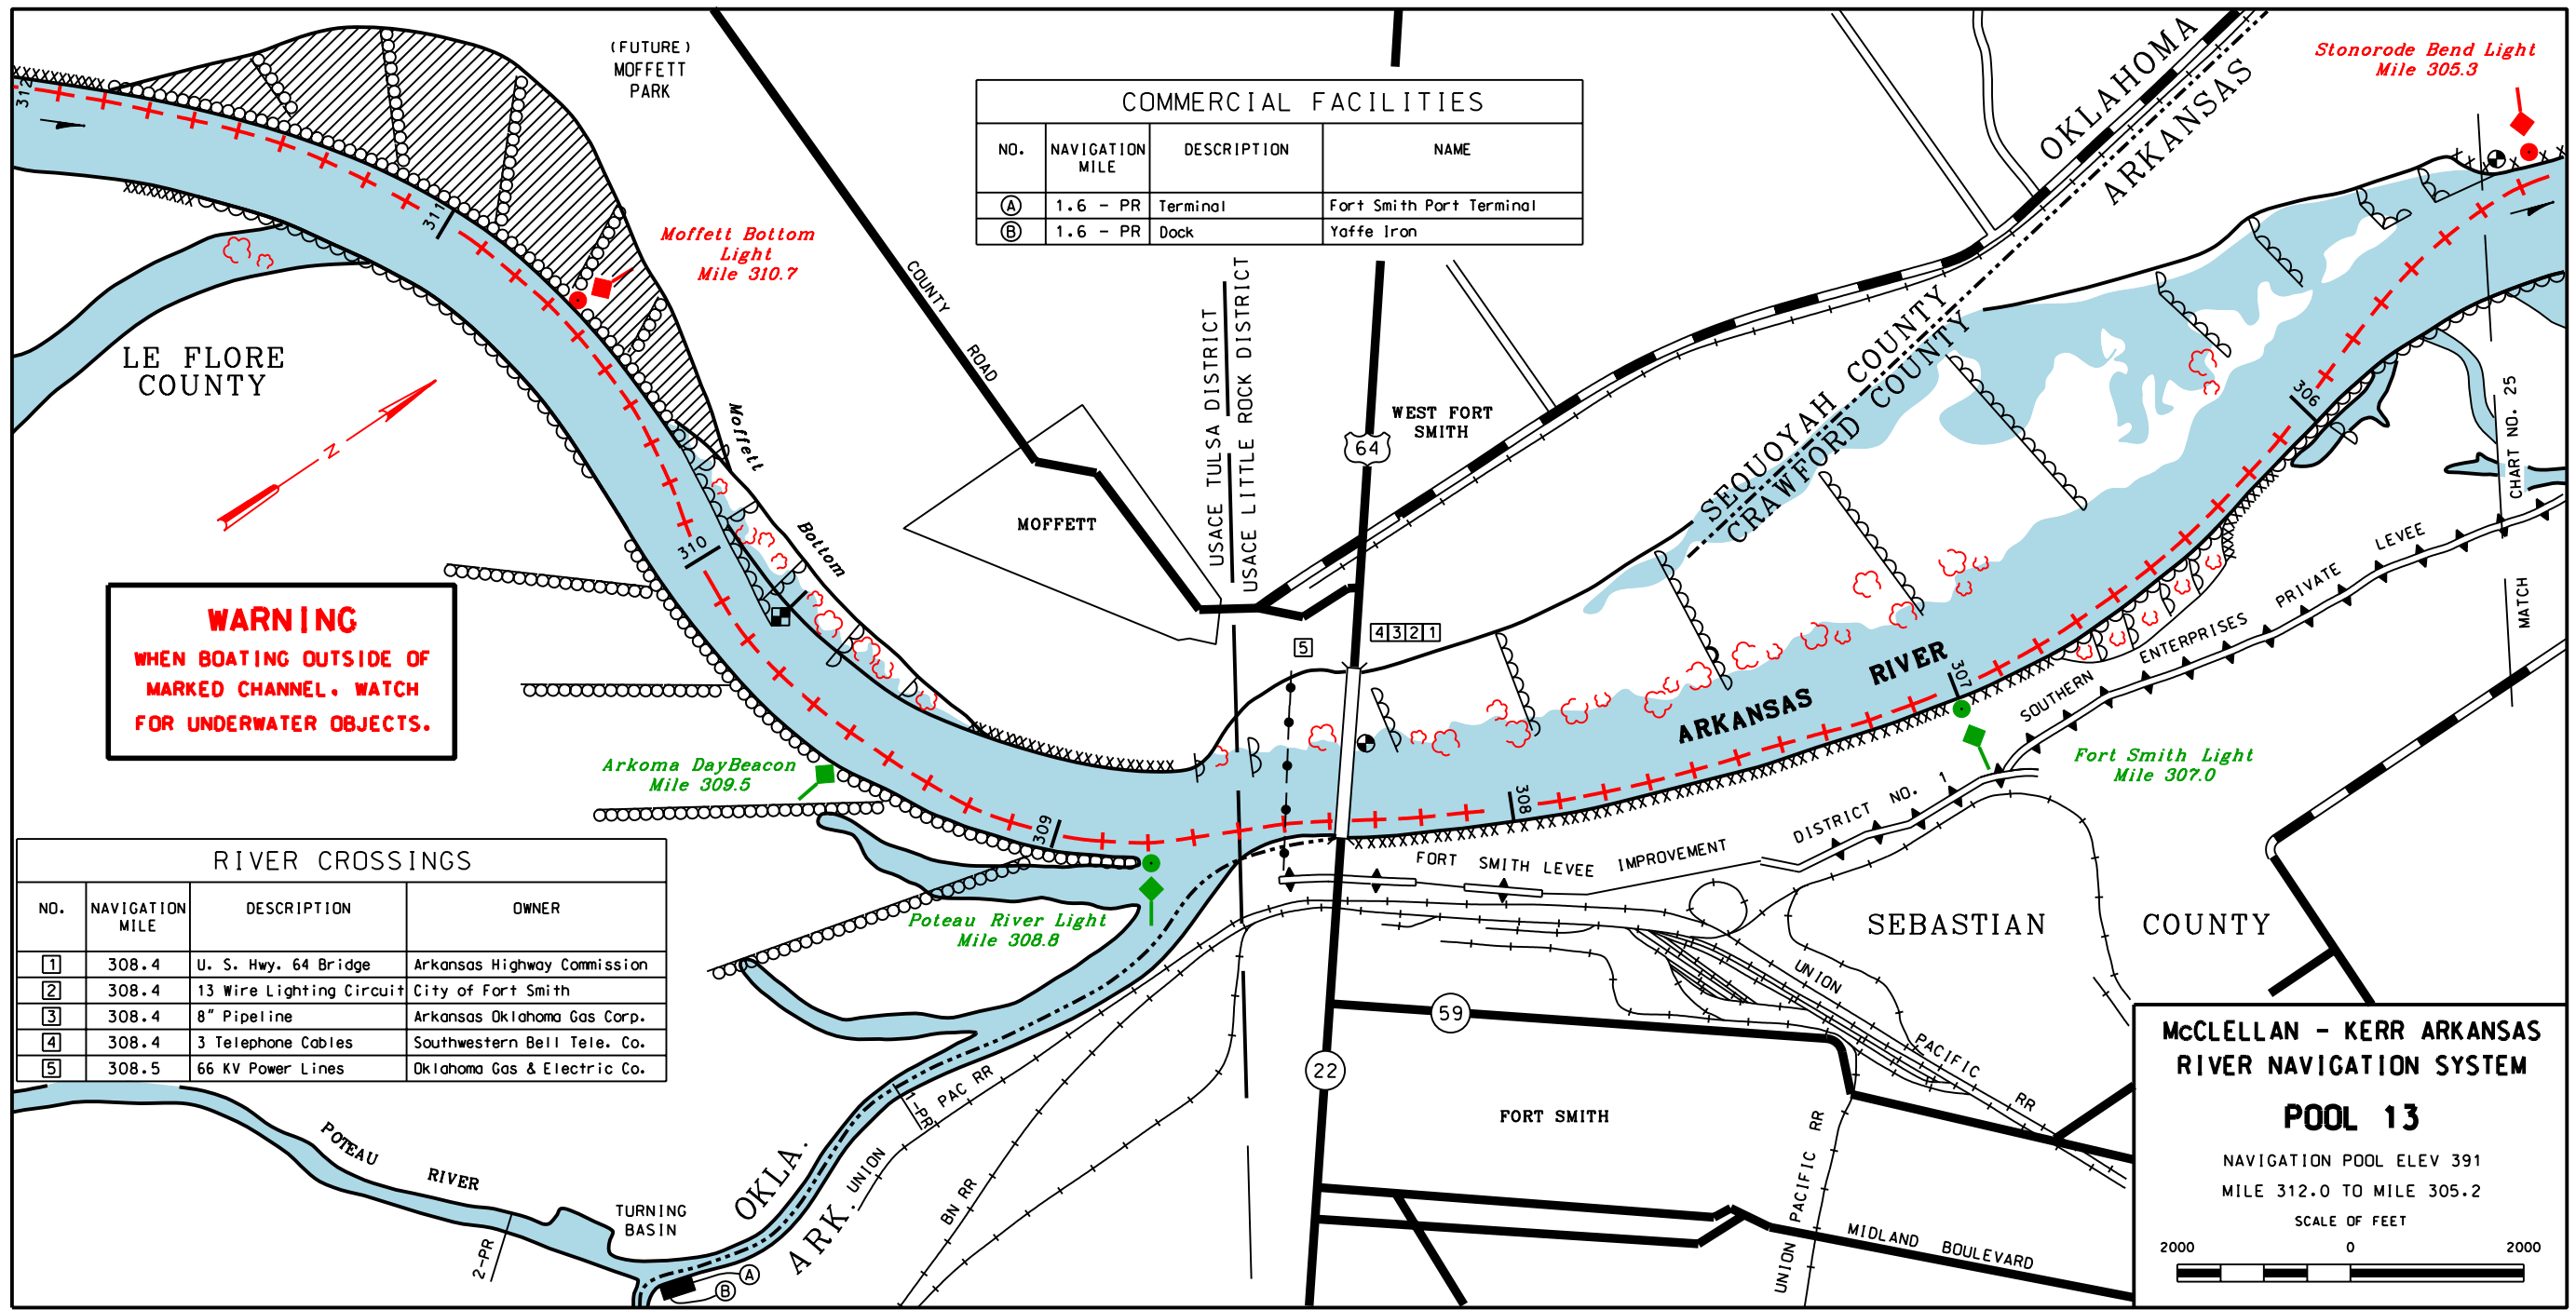 (FUTURE)
MOFFETT
PARK
Stonorode Bend Light
Mile 305.3
OKLAHOMA
ARKANSAS
312
COMMERCIAL FACILITIES
NO. NAVIGATION MILE DESCRIPTION NAME
A 1.6 - PR Terminal Fort Smith Port Terminal
B 1.6 - PR Dock Yaffe Iron
311
Moffett Bottom
Light
Mile 310.7
COUNTY ROAD
USACE TULSA DISTRICT
USACE LITTLE ROCK DISTRICT
LE FLORE
COUNTY
N
Moffett Bottom
MOFFETT
64
WEST FORT
SMITH
SEQUOYAH COUNTY
CRAWFORD COUNTY
306
CHART NO. 25
MATCH
310
WARNING
WHEN BOATING OUTSIDE OF
MARKED CHANNEL. WATCH
FOR UNDERWATER OBJECTS.
5
4 3 2 1
ARKANSAS RIVER
307
SOUTHERN ENTERPRISES PRIVATE LEVEE
Arkoma DayBeacon
Mile 309.5
Fort Smith Light
Mile 307.0
309
308
FORT SMITH LEVEE IMPROVEMENT DISTRICT NO. 1
Poteau River Light
Mile 308.8
SEBASTIAN COUNTY
RIVER CROSSINGS
NO. NAVIGATION MILE DESCRIPTION OWNER
1 308.4 U. S. Hwy. 64 Bridge Arkansas Highway Commission
2 308.4 13 Wire Lighting Circuit City of Fort Smith
3 308.4 8" Pipeline Arkansas Oklahoma Gas Corp.
4 308.4 3 Telephone Cables Southwestern Bell Tele. Co.
5 308.5 66 KV Power Lines Oklahoma Gas & Electric Co.
UNION PACIFIC RR
59
22
1-PR
UNION PAC RR
FORT SMITH
POTEAU RIVER
OKLA.
ARK.
BN RR
TURNING
BASIN
2-PR
A
B
UNION PACIFIC RR
MIDLAND BOULEVARD
McCLELLAN - KERR ARKANSAS
RIVER NAVIGATION SYSTEM
POOL 13
NAVIGATION POOL ELEV 391
MILE 312.0 TO MILE 305.2
SCALE OF FEET
2000 0 2000